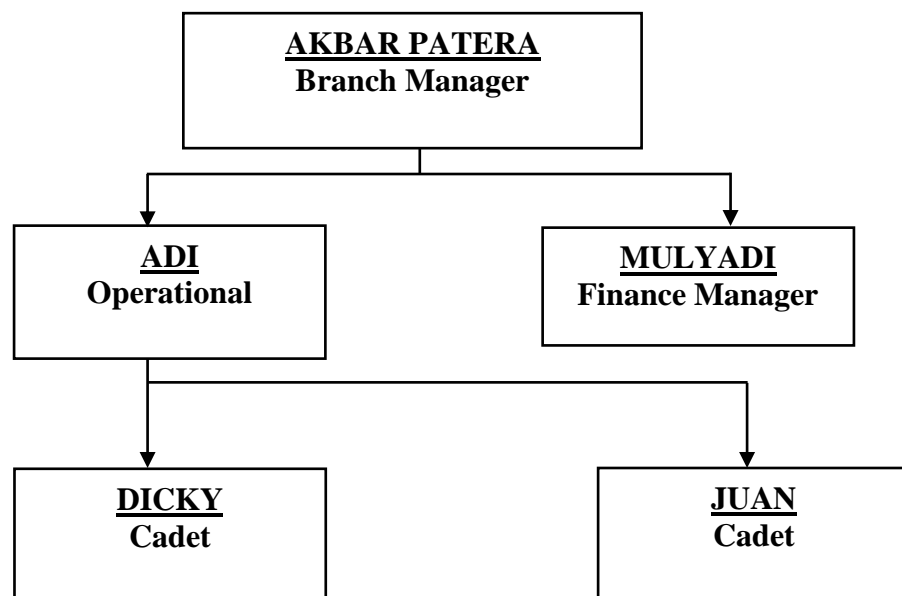 AKBAR PATERA
Branch Manager
ADI
Operational
MULYADI
Finance Manager
DICKY
Cadet
JUAN
Cadet